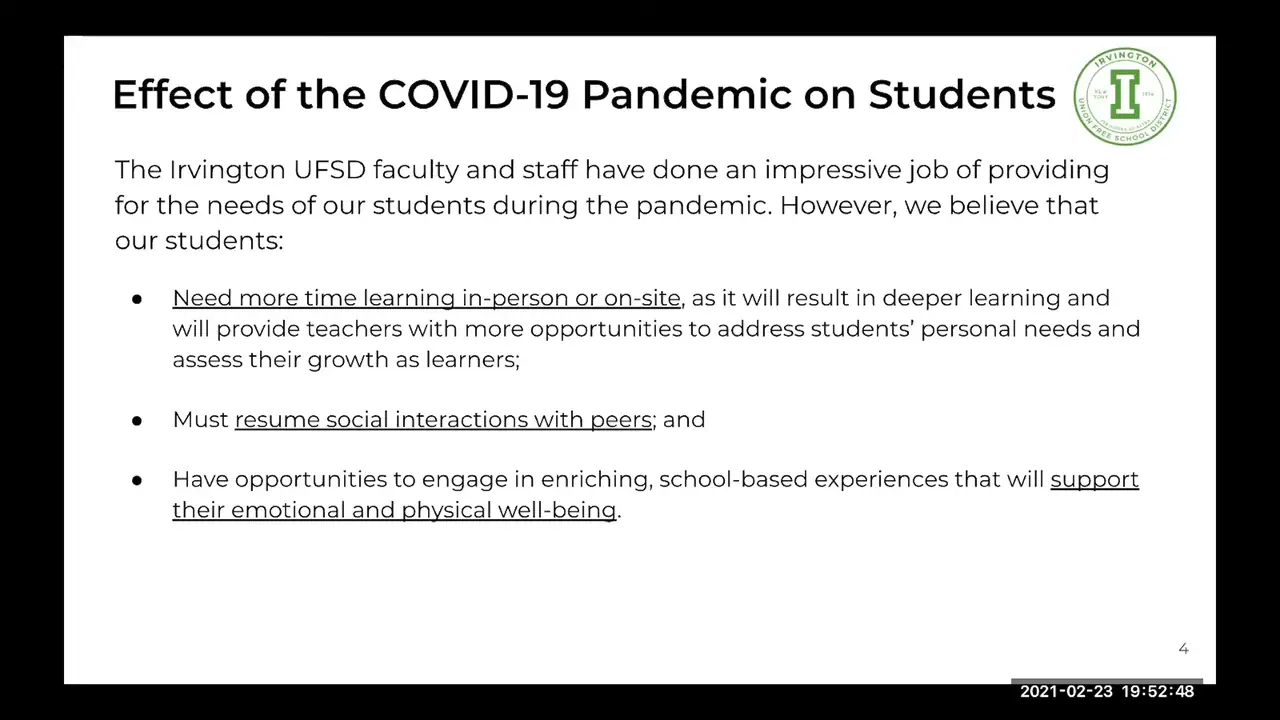 Effect of the COVID-19 Pandemic on Students
IRVINGTON
UNION FREE SCHOOL DISTRICT
I
The Irvington UFSD faculty and staff have done an impressive job of providing
for the needs of our students during the pandemic. However, we believe that
our students:
● Need more time learning in-person or on-site, as it will result in deeper learning and
will provide teachers with more opportunities to address students’ personal needs and
assess their growth as learners;
● Must resume social interactions with peers; and
● Have opportunities to engage in enriching, school-based experiences that will support
their emotional and physical well-being.
4
2021-02-23 19:52:48